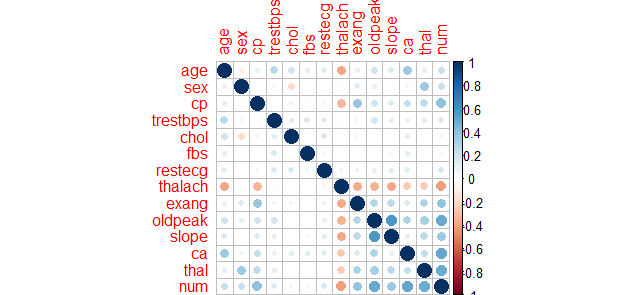 age
sex
cp
trestbps
chol
fbs
restecg
thalach
exang
oldpeak
slope
ca
thal
num
age
sex
cp
trestbps
chol
fbs
restecg
thalach
exang
oldpeak
slope
ca
thal
num
1
0.8
0.6
0.4
0.2
0
-0.2
-0.4
-0.6
-0.8